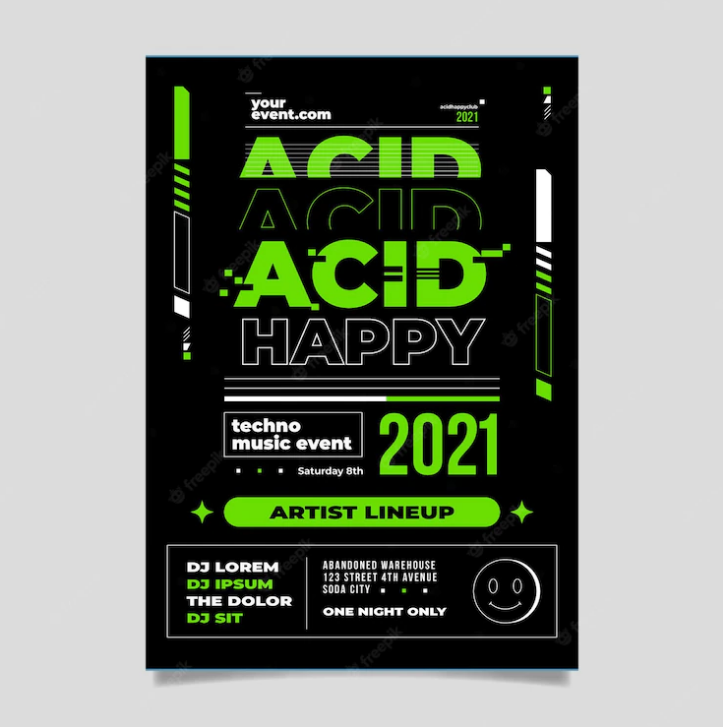 your
event.com
acidhappyclub
2021
ACID
ACID
ACID
HAPPY
techno
music event
2021
Saturday 8th
ARTIST LINEUP
DJ LOREM
DJ IPSUM
THE DOLOR
DJ SIT
ABANDONED WAREHOUSE
123 STREET 4TH AVENUE
SODA CITY
ONE NIGHT ONLY
freepik